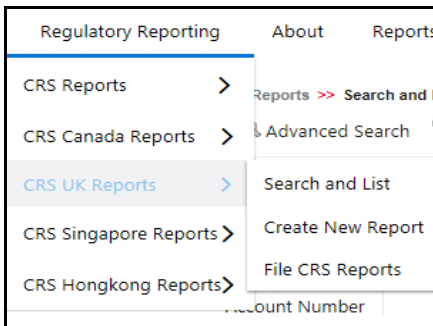 Regulatory Reporting About Reports
CRS Reports
Reports >> Search and
CRS Canada Reports
Advanced Search
CRS UK Reports
Search and List
CRS Singapore Reports
Create New Report
File CRS Reports
CRS Hongkong Reports
Account Number